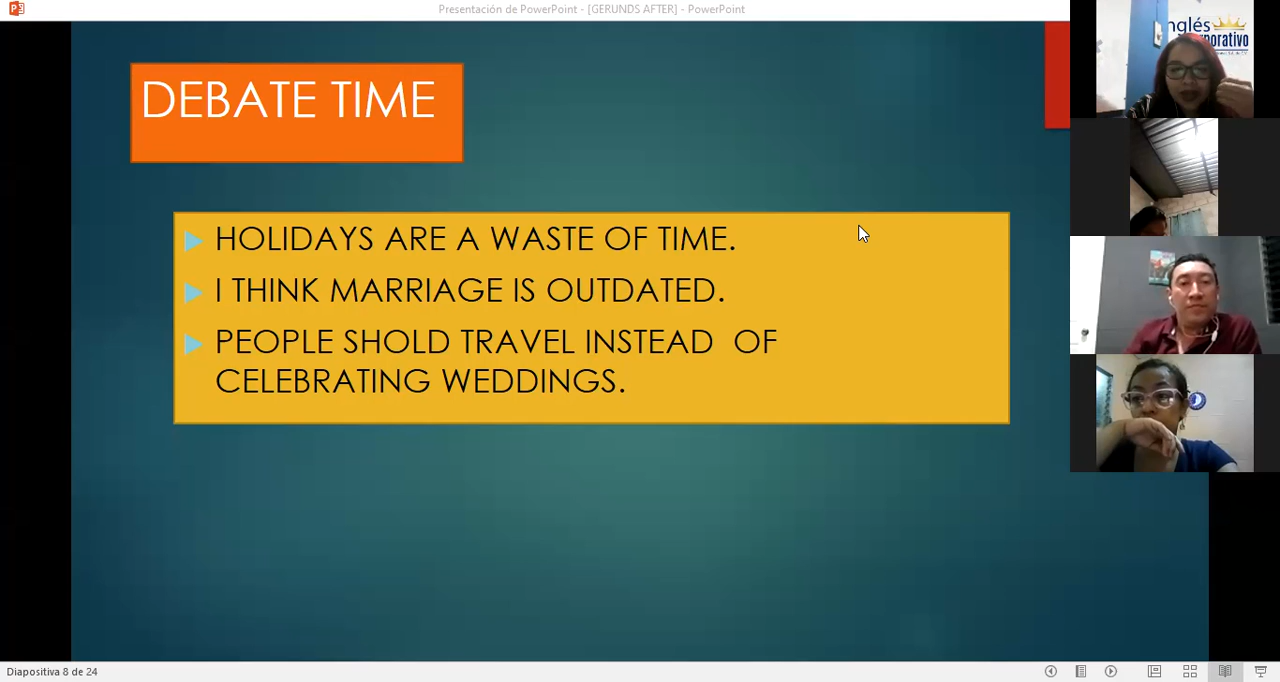 Presentación de PowerPoint - [GERUNDS AFTER] - PowerPoint
nglés
DEBATE TIME
HOLIDAYS ARE A WASTE OF TIME.
I THINK MARRIAGE IS OUTDATED.
PEOPLE SHOLD TRAVEL INSTEAD OF
CELEBRATING WEDDINGS.
Diapositiva 8 de 24